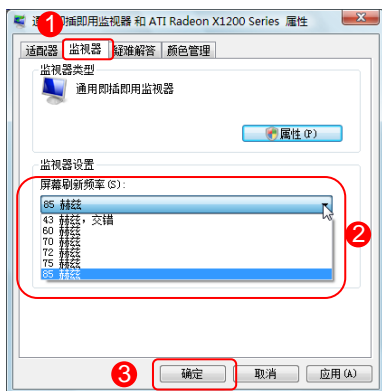 通用即插即用监视器 和 ATI Radeon X1200 Series 属性
1
适配器 监视器 疑难解答 颜色管理
监视器类型
通用即插即用监视器
属性(P)
监视器设置
屏幕刷新频率(S):
85 赫兹
43 赫兹，交错
60 赫兹
70 赫兹
72 赫兹
75 赫兹
85 赫兹
2
3
确定 取消 应用(A)